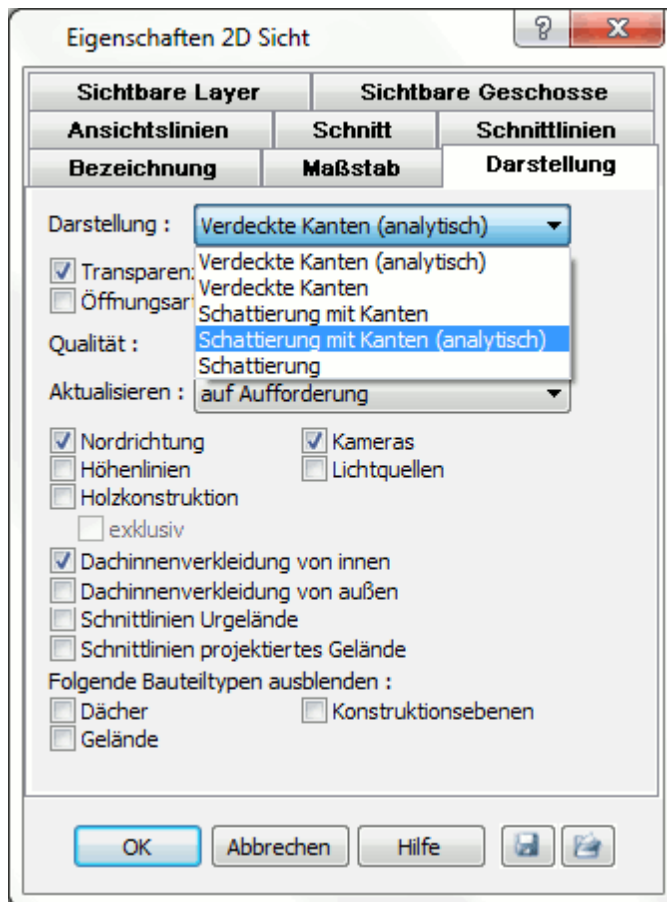 Eigenschaften 2D Sicht
Sichtbare Layer Sichtbare Geschosse
Ansichtslinien Schnitt Schnittlinien
Bezeichnung Maßstab Darstellung
Darstellung : Verdeckte Kanten (analytisch)
Verdeckte Kanten (analytisch)
Verdeckte Kanten
Schattierung mit Kanten
Schattierung mit Kanten (analytisch)
Schattierung
Qualität :
Aktualisieren : auf Aufforderung
Nordrichtung Kameras
Höhenlinien Lichtquellen
Holzkonstruktion
exklusiv
Dachinnenverkleidung von innen
Dachinnenverkleidung von außen
Schnittlinien Urgelände
Schnittlinien projektiertes Gelände
Folgende Bauteiltypen ausblenden :
Dächer Konstruktionsebenen
Gelände
OK Abbrechen Hilfe